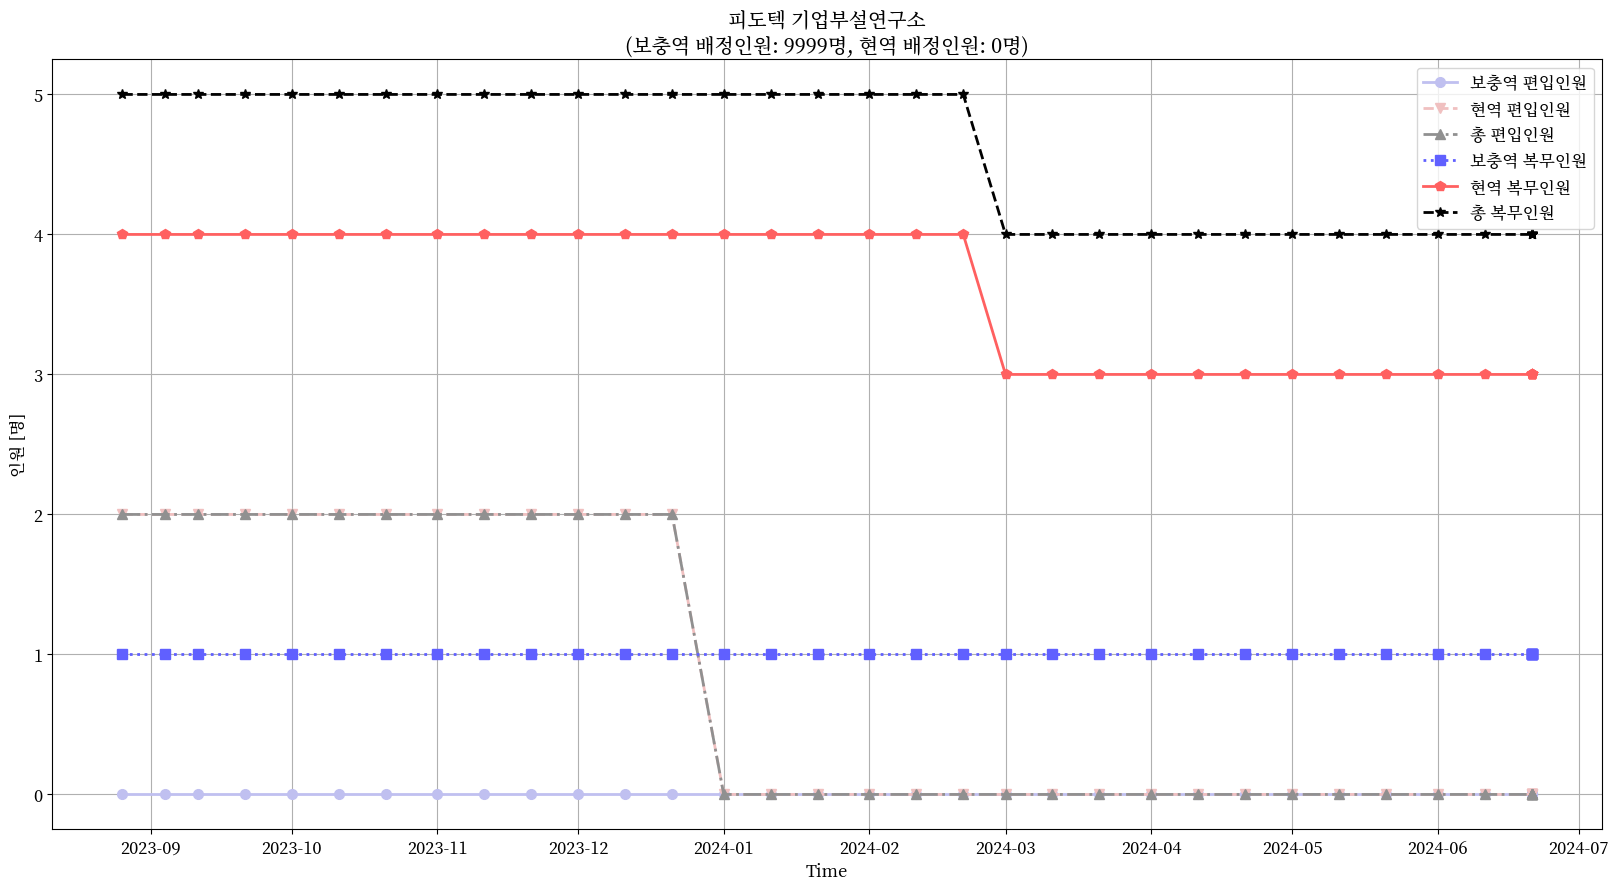 피도텍 기업부설연구소
(보충역 배정인원: 9999명, 현역 배정인원: 0명)
보충역 편입인원
현역 편입인원
총 편입인원
보충역 복무인원
현역 복무인원
총 복무인원
인원 [명]
5
4
3
2
1
0
2023-09 2023-10 2023-11 2023-12 2024-01 2024-02 2024-03 2024-04 2024-05 2024-06 2024-07
Time